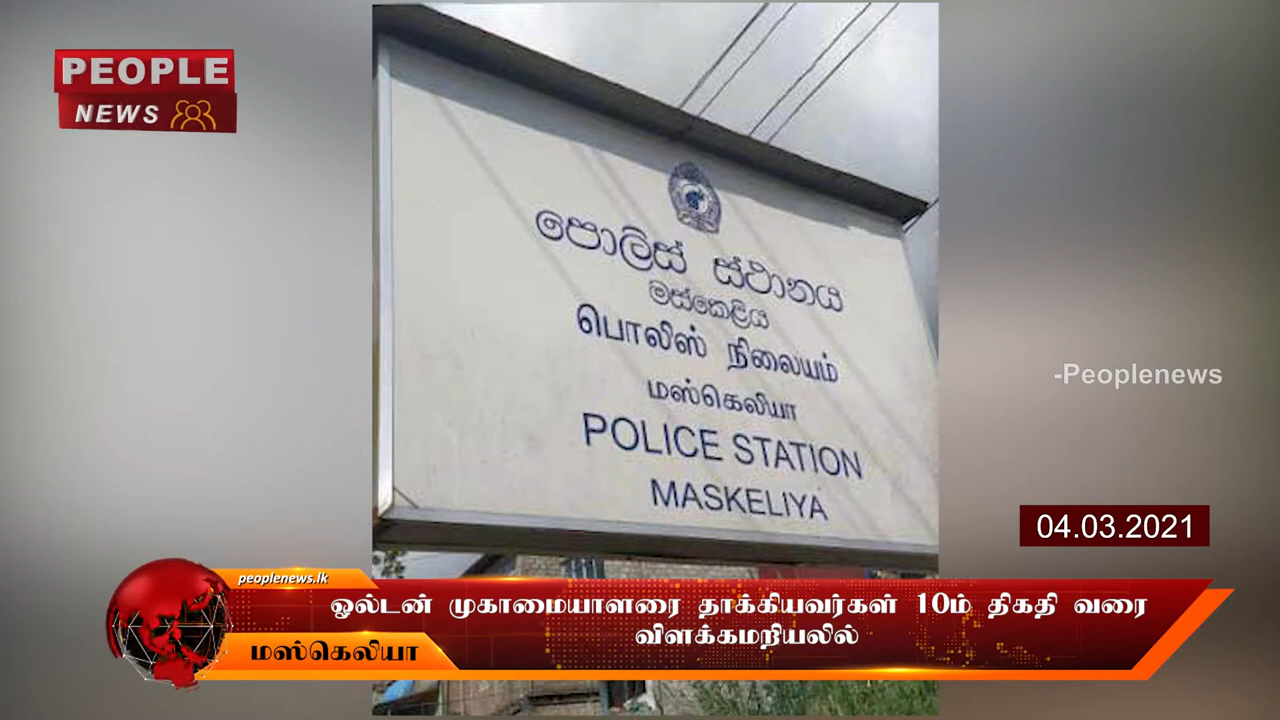 PEOPLE
NEWS
පොලිස් ස්ථානය
මස්කෙළිය
பொலிஸ் நிலையம்
மஸ்கெலியா
POLICE STATION
MASKELIYA
-Peoplenews
04.03.2021
peoplenews.lk
ஓல்டன் முகாமையாளரை தாக்கியவர்கள் 10ம் திகதி வரை
விளக்கமறியலில்
மஸ்கெலியா